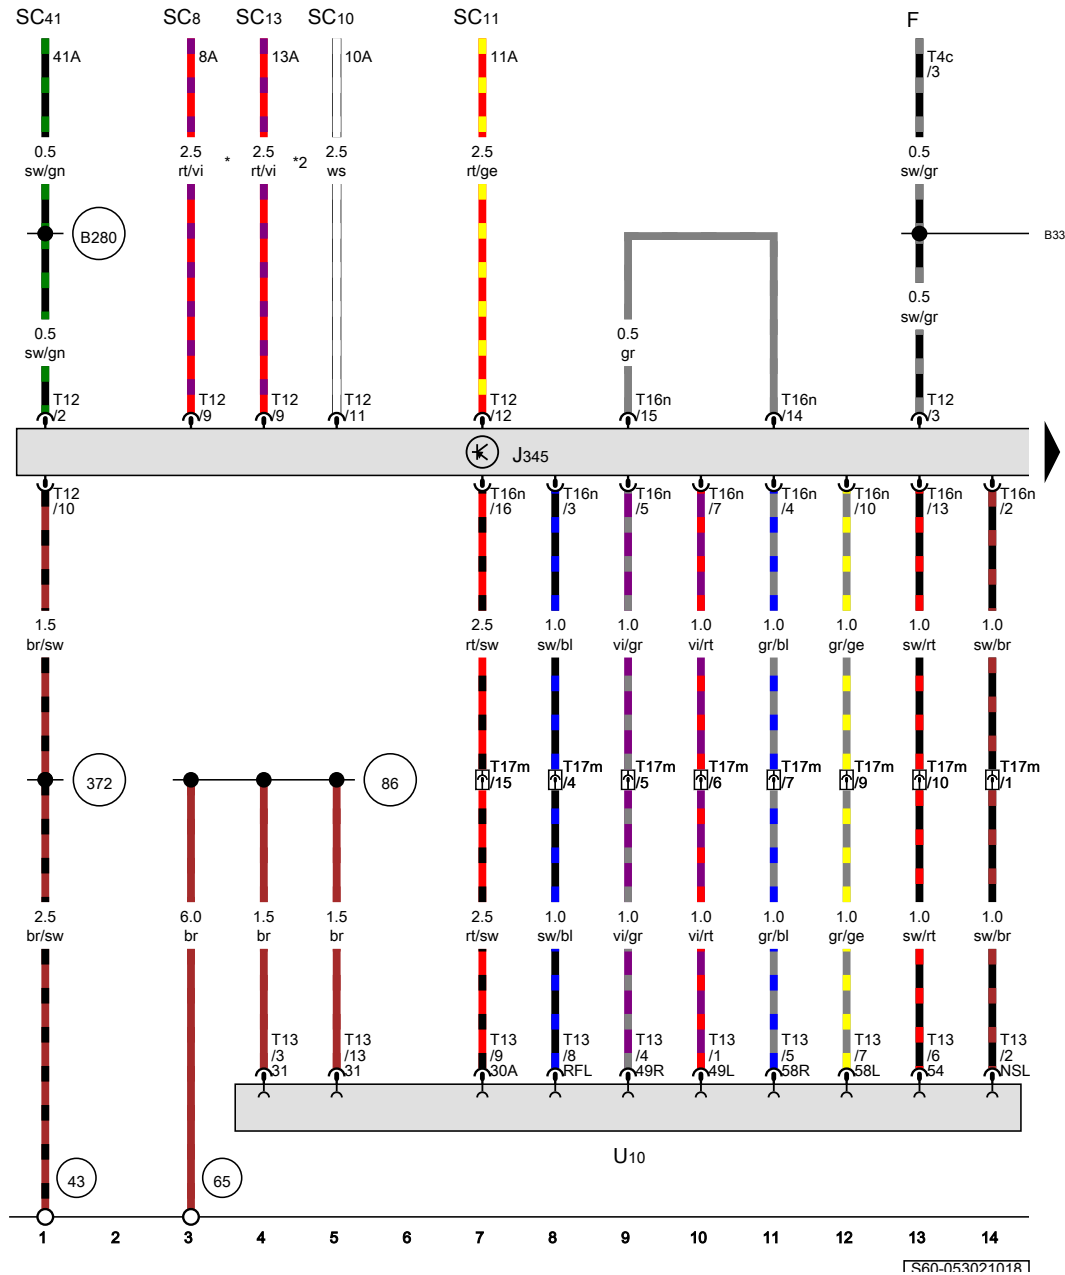 SC41 SC8 SC13 SC10 SC11 F
41A 8A 13A 10A 11A T4c
/3
0.5 2.5 2.5 2.5 2.5 0.5
sw/gn rt/vi * rt/vi *2 ws rt/ge sw/gr
B280 B33
0.5 0.5 0.5
sw/gn gr sw/gr
T12 T12 T12 T12 T12 T16n T16n T12
/2 /9 /9 /11 /12 /15 /14 /3
J345
T12 T16n T16n T16n T16n T16n T16n T16n T16n
/10 /16 /3 /5 /7 /4 /10 /13 /2
1.5 2.5 1.0 1.0 1.0 1.0 1.0 1.0 1.0
br/sw rt/sw sw/bl vi/gr vi/rt gr/bl gr/ge sw/rt sw/br
372 86
T17m T17m T17m T17m T17m T17m T17m T17m
/15 /4 /5 /6 /7 /9 /10 /1
2.5 6.0 1.5 1.5 2.5 1.0 1.0 1.0 1.0 1.0 1.0 1.0
br/sw br br br rt/sw sw/bl vi/gr vi/rt gr/bl gr/ge sw/rt sw/br
T13 T13 T13 T13 T13 T13 T13 T13 T13 T13
/3 /13 /9 /8 /4 /1 /5 /7 /6 /2
31 31 30A RFL 49R 49L 58R 58L 54 NSL
U10
43 65
1 2 3 4 5 6 7 8 9 10 11 12 13 14
S60-053021018